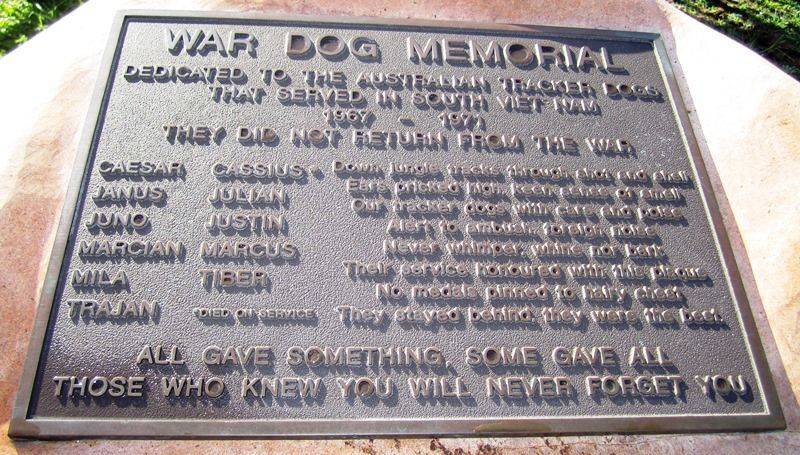 WAR DOG MEMORIAL
DEDICATED TO THE AUSTRALIAN TRACKER DOGS
THAT SERVED IN SOUTH VIET NAM
1967 - 1971
THEY DID NOT RETURN FROM THE WAR
CAESAR CASSIUS*
JANUS JULIAN
JUNO JUSTIN
MARCIAN MARCUS
MILA TIBER
TRAJAN *DIED ON SERVICE
Down jungle tracks through shot and shell
Ears pricked high, keen sense of smell
Our tracker dogs with care and poise
Alert to ambush, foreign noise
Never whimper, whine nor bark
Their service honoured with this plaque
No medals pinned to hairy chest
They stayed behind, they were the best.
ALL GAVE SOMETHING, SOME GAVE ALL
THOSE WHO KNEW YOU WILL NEVER FORGET YOU